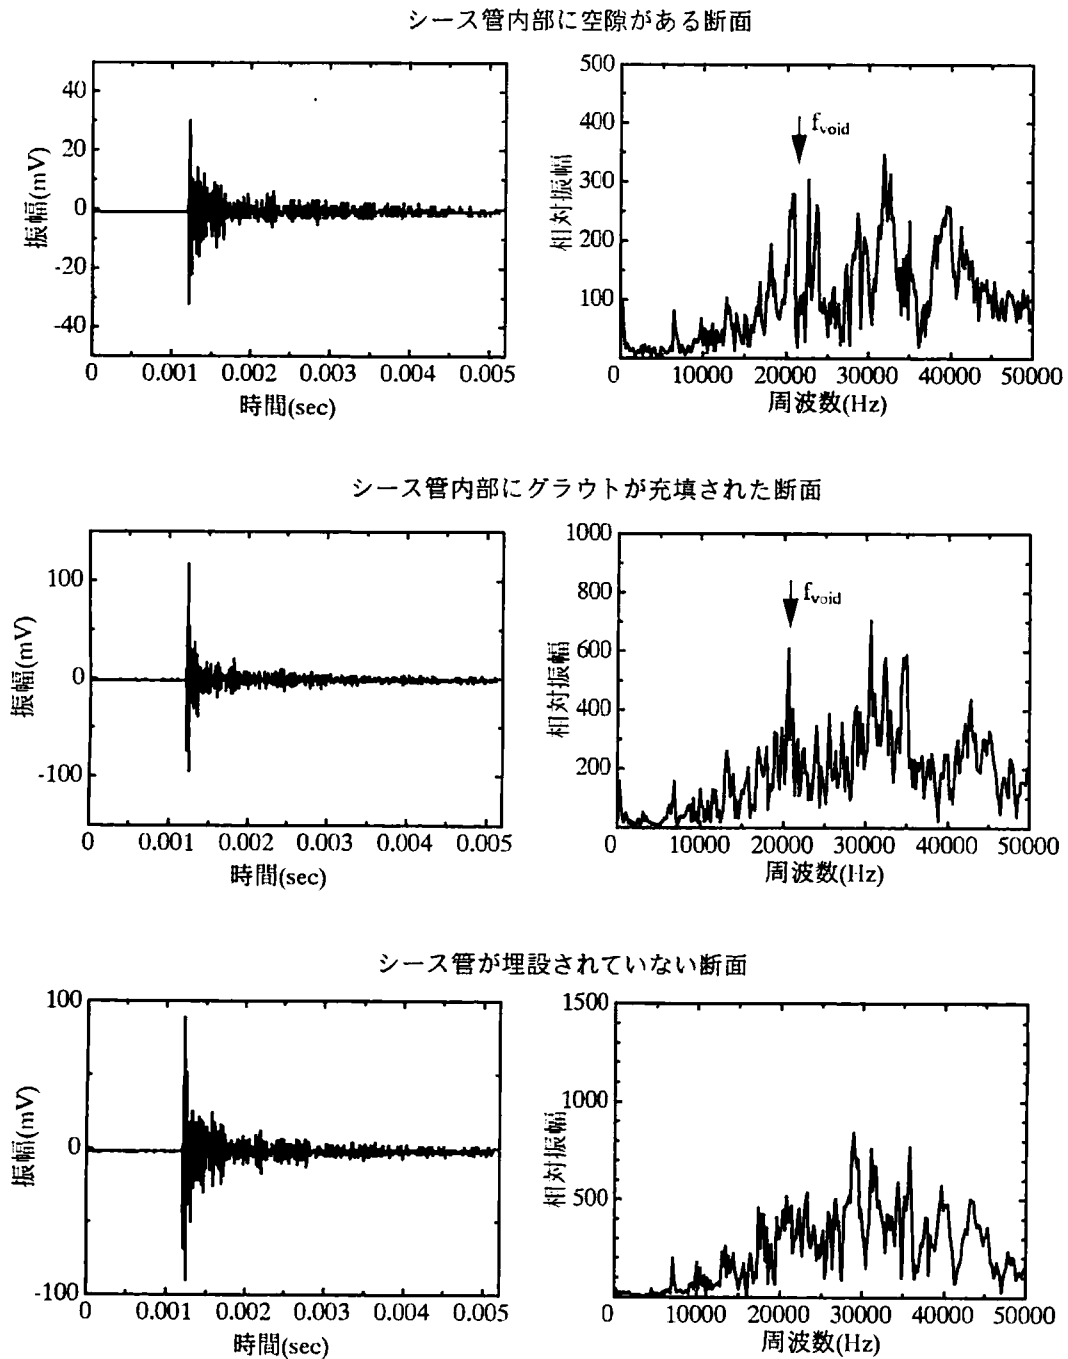 シース管内部に空隙がある断面
振幅(mV)
40
20
0
-20
-40
0 0.001 0.002 0.003 0.004 0.005
時間(sec)
相対振幅
500
400
300
200
100
f_void
0 10000 20000 30000 40000 50000
周波数(Hz)
シース管内部にグラウトが充填された断面
振幅(mV)
100
0
-100
0 0.001 0.002 0.003 0.004 0.005
時間(sec)
相対振幅
1000
800
600
400
200
f_void
0 10000 20000 30000 40000 50000
周波数(Hz)
シース管が埋設されていない断面
振幅(mV)
100
0
-100
0 0.001 0.002 0.003 0.004 0.005
時間(sec)
相対振幅
1500
1000
500
0 10000 20000 30000 40000 50000
周波数(Hz)